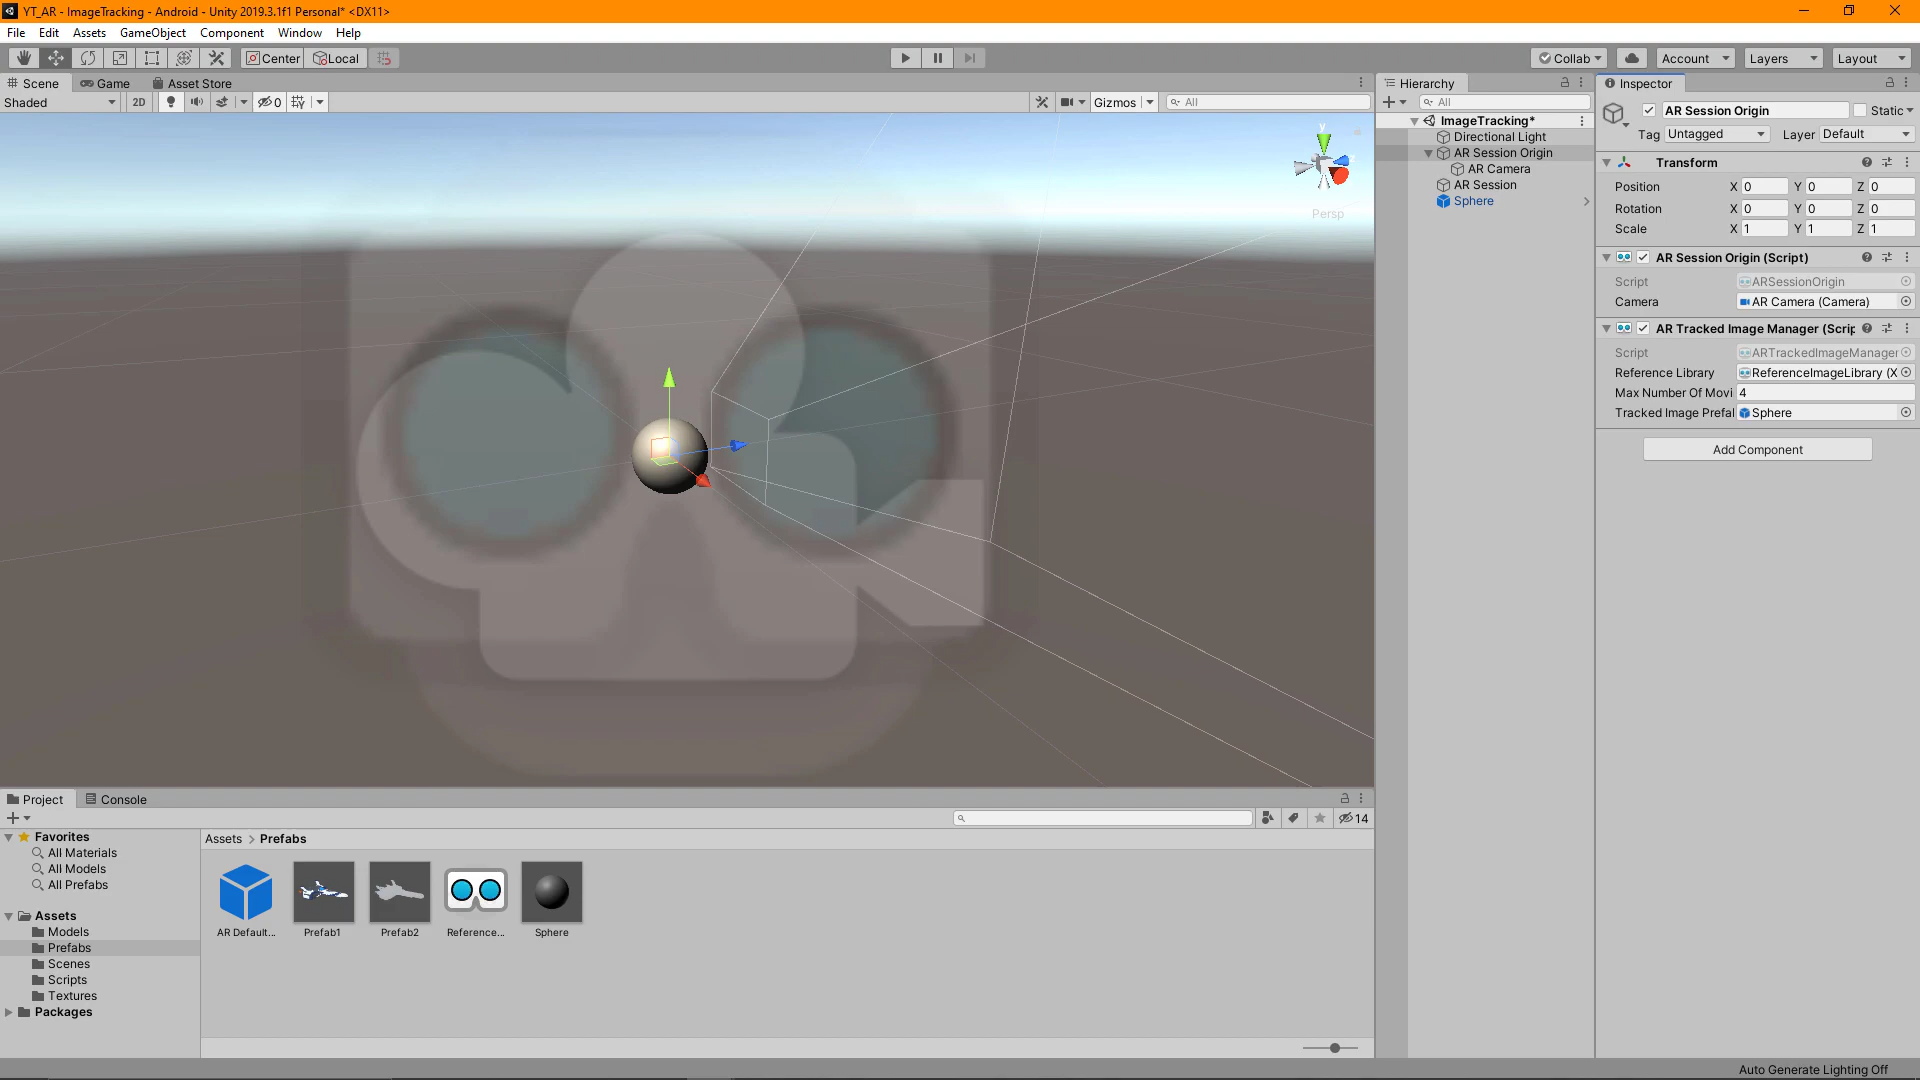 YT_AR - ImageTracking - Android - Unity 2019.3.1f1 Personal* <DX11>
File Edit Assets GameObject Component Window Help
Center Local Collab Account Layers Layout
Scene Game Asset Store
Shaded 2D 0 Gizmos All
y
Persp
Hierarchy
All
ImageTracking*
Directional Light
AR Session Origin
AR Camera
AR Session
Sphere
Inspector
AR Session Origin Static
Tag Untagged Layer Default
Transform
Position X 0 Y 0 Z 0
Rotation X 0 Y 0 Z 0
Scale X 1 Y 1 Z 1
AR Session Origin (Script)
Script ARSessionOrigin
Camera AR Camera (Camera)
AR Tracked Image Manager (Scrip
Script ARTrackedImageManager
Reference Library ReferenceImageLibrary (X
Max Number Of Movi 4
Tracked Image Prefal Sphere
Add Component
Project Console
14
Favorites
All Materials
All Models
All Prefabs
Assets
Models
Prefabs
Scenes
Scripts
Textures
Packages
Assets > Prefabs
AR Default... Prefab1 Prefab2 Reference... Sphere
Auto Generate Lighting Off